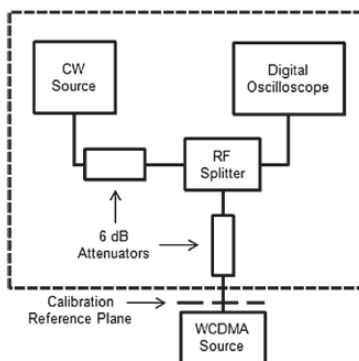 CW
Source
Digital
Oscilloscope
RF
Splitter
6 dB
Attenuators
Calibration
Reference Plane
WCDMA
Source